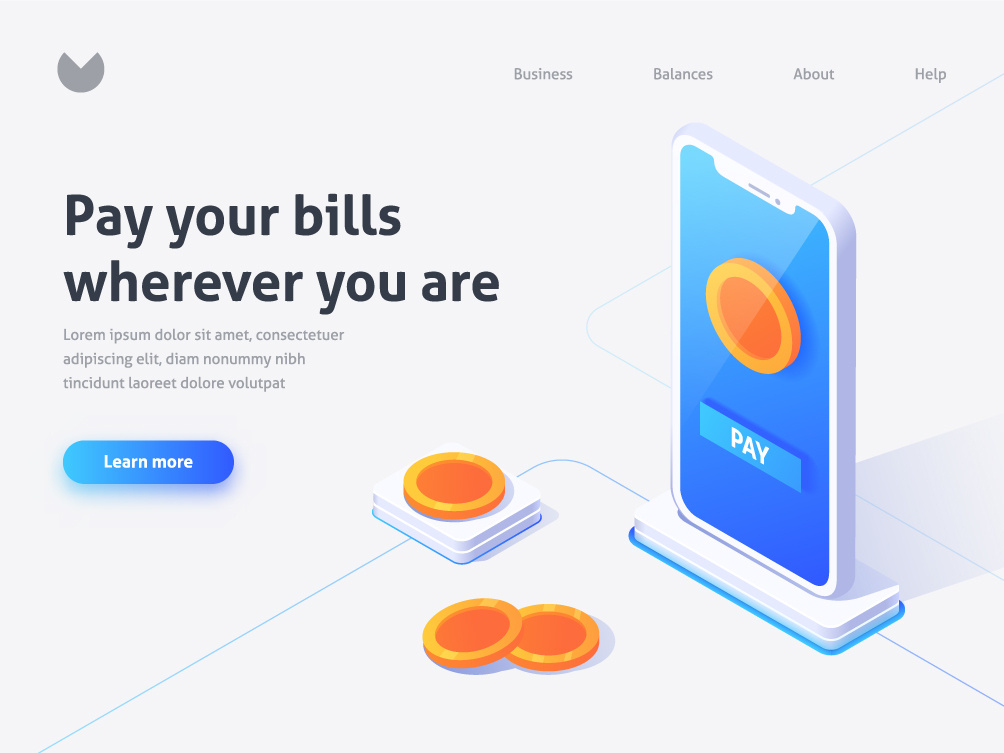 Business Balances About Help
Pay your bills
wherever you are
Lorem ipsum dolor sit amet, consectetuer
adipiscing elit, diam nonummy nibh
tincidunt laoreet dolore volutpat
Learn more
PAY